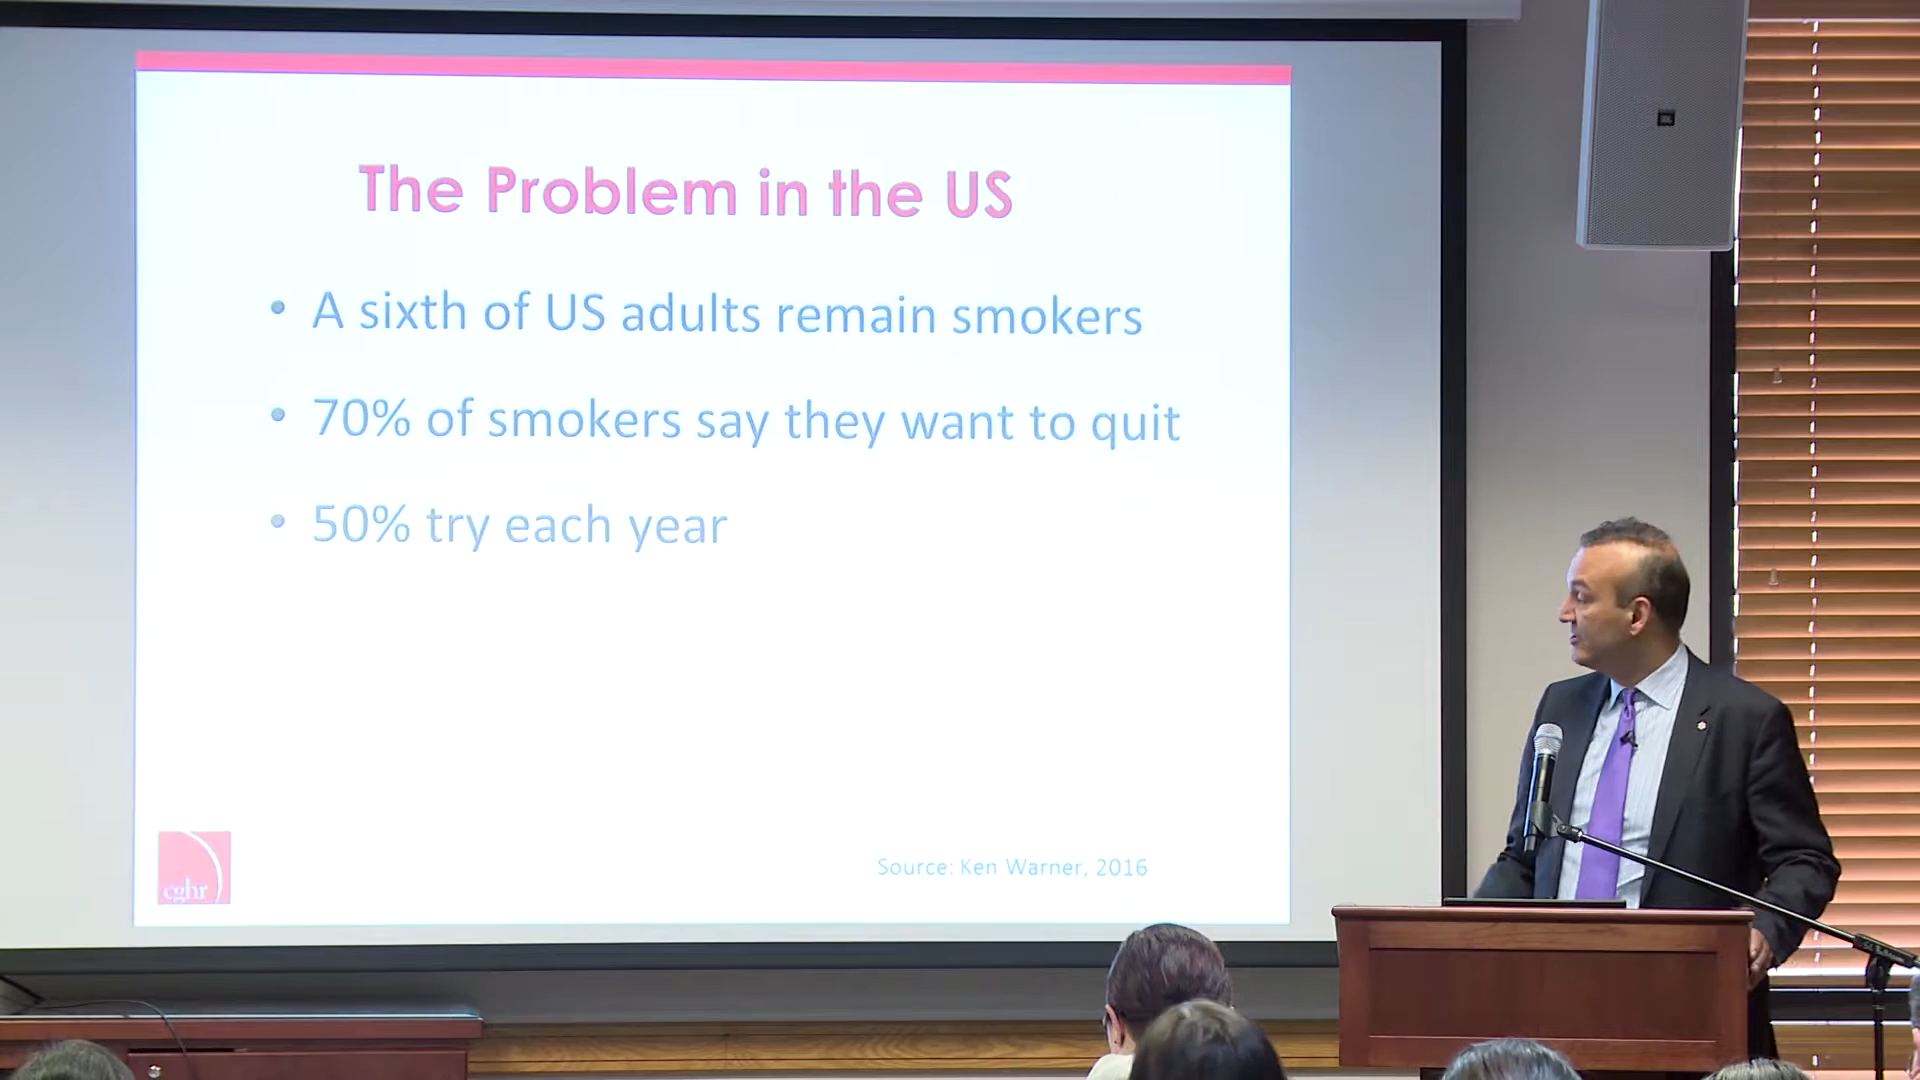 The Problem in the US
• A sixth of US adults remain smokers
• 70% of smokers say they want to quit
• 50% try each year
cghr
Source: Ken Warner, 2016